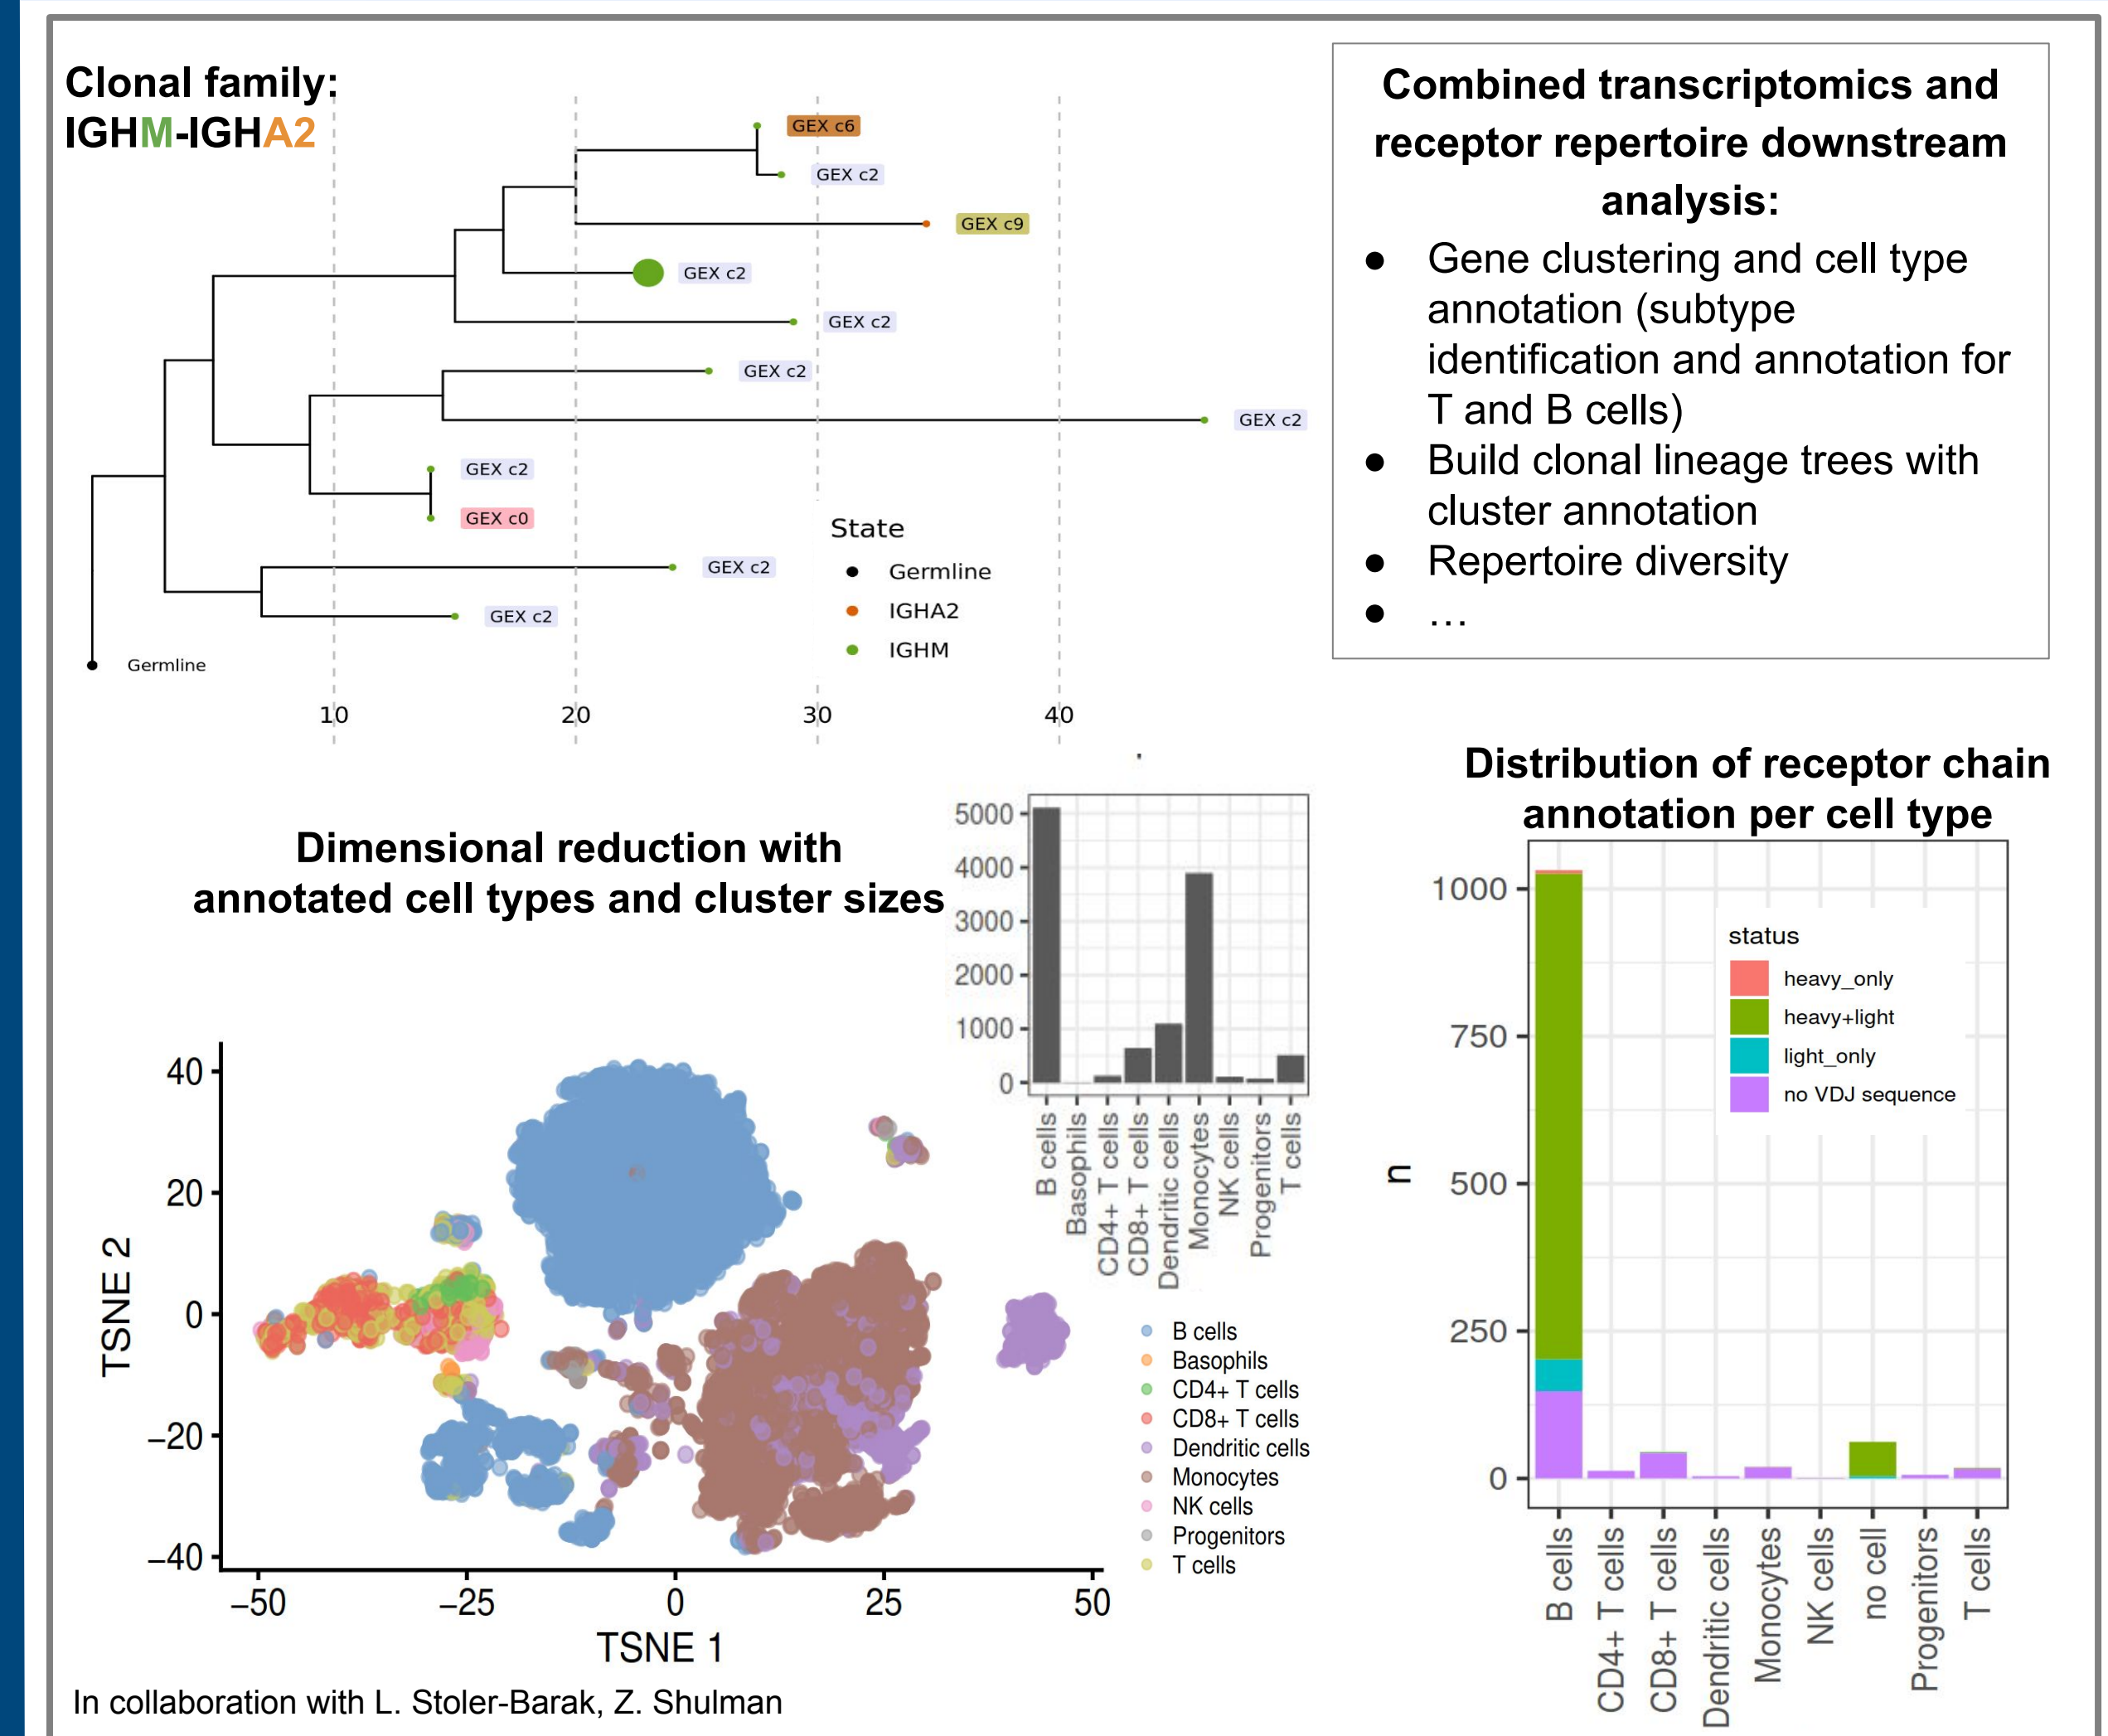 Clonal family:
IGHM-IGHA2
GEX c6
GEX c2
GEX c9
GEX c2
GEX c2
GEX c2
GEX c2
GEX c2
GEX c0
GEX c2
GEX c2
Germline
State
Germline
IGHA2
IGHM
10 20 30 40
Combined transcriptomics and
receptor repertoire downstream
analysis:
● Gene clustering and cell type
annotation (subtype
identification and annotation for
T and B cells)
● Build clonal lineage trees with
cluster annotation
● Repertoire diversity
● …
Dimensional reduction with
annotated cell types and cluster sizes
5000
4000
3000
2000
1000
0
B cells
Basophils
CD4+ T cells
CD8+ T cells
Dendritic cells
Monocytes
NK cells
Progenitors
T cells
TSNE 2
40
20
0
−20
−40
−50 −25 0 25 50
TSNE 1
B cells
Basophils
CD4+ T cells
CD8+ T cells
Dendritic cells
Monocytes
NK cells
Progenitors
T cells
Distribution of receptor chain
annotation per cell type
n
1000
750
500
250
0
status
heavy_only
heavy+light
light_only
no VDJ sequence
B cells
CD4+ T cells
CD8+ T cells
Dendritic cells
Monocytes
NK cells
no cell
Progenitors
T cells
In collaboration with L. Stoler-Barak, Z. Shulman